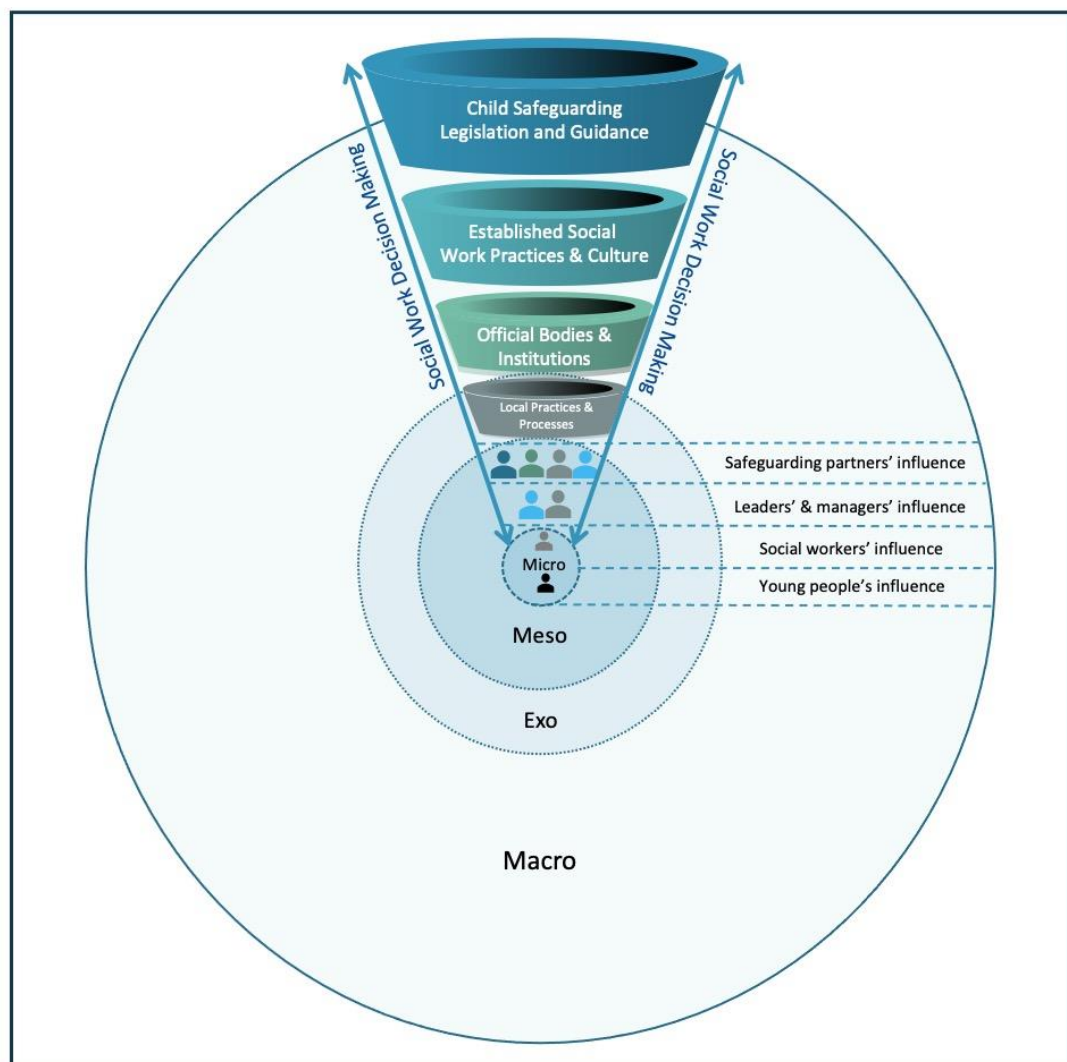 Child Safeguarding
Legislation and Guidance
Social Work Decision Making
Social Work Decision Making
Established Social
Work Practices & Culture
Official Bodies &
Institutions
Local Practices &
Processes
Safeguarding partners’ influence
Leaders’ & managers’ influence
Social workers’ influence
Micro
Young people’s influence
Meso
Exo
Macro